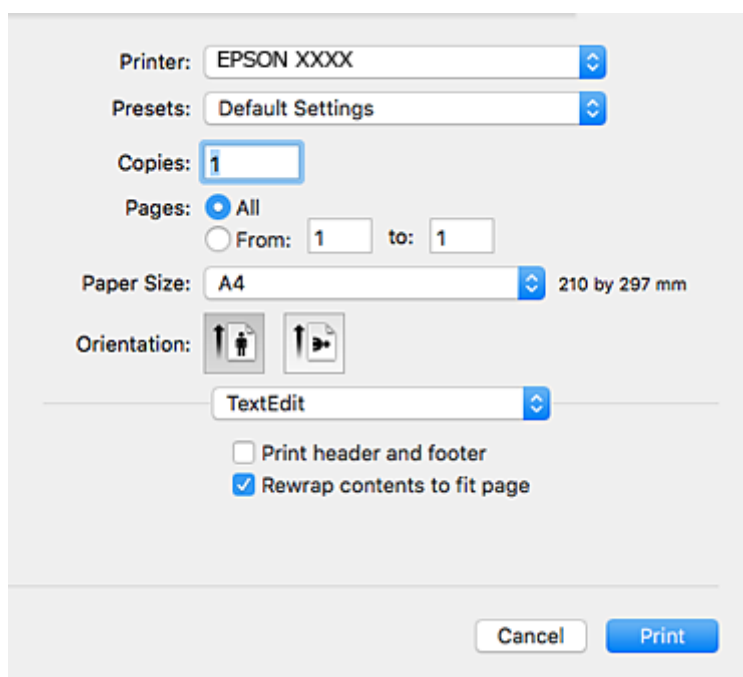 Printer: EPSON XXXX
Presets: Default Settings
Copies: 1
Pages: All
From: 1 to: 1
Paper Size: A4 210 by 297 mm
Orientation:
TextEdit
Print header and footer
Rewrap contents to fit page
Cancel Print